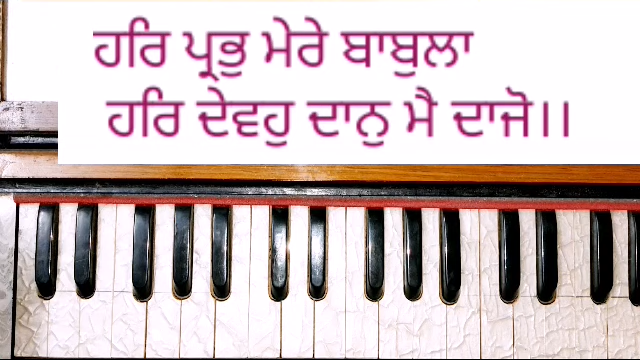 ਹਰਿ ਪ੍ਰਭੁ ਮੇਰੇ ਬਾਬੁਲਾ
ਹਰਿ ਦੇਵਹੁ ਦਾਨੁ ਮੈ ਦਾਜੋ।।